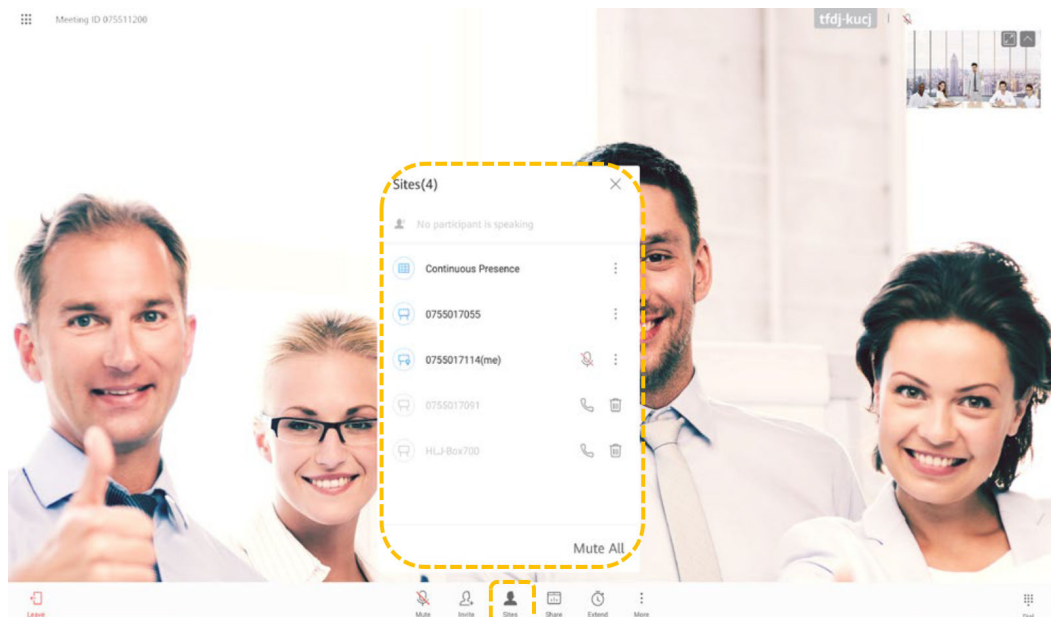 Meeting ID 075511200
tfdj-kucj
Sites(4)
No participant is speaking
Continuous Presence
0755017055
0755017114(me)
0755017091
HLJ-Box700
Mute All
Leave
Mute
Invite
Sites
Share
Extend
More